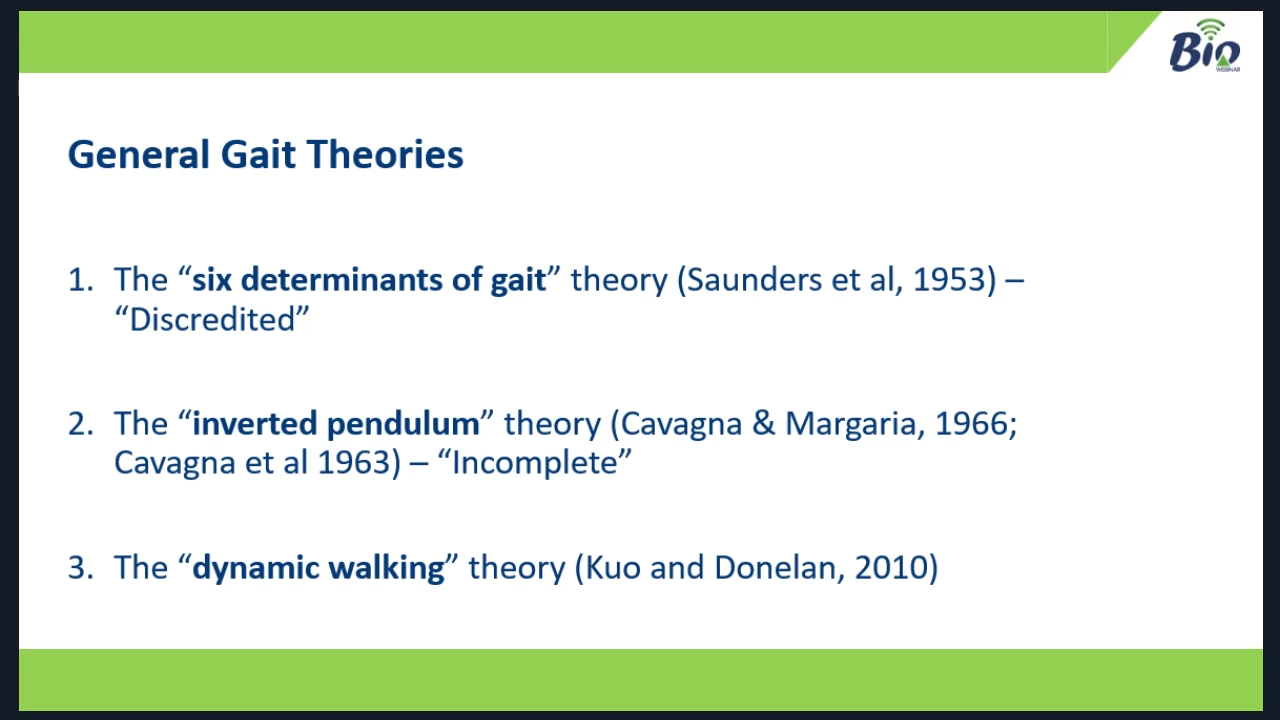 Bio
WEBINAR
General Gait Theories
1. The “six determinants of gait” theory (Saunders et al, 1953) –
“Discredited”
2. The “inverted pendulum” theory (Cavagna & Margaria, 1966;
Cavagna et al 1963) – “Incomplete”
3. The “dynamic walking” theory (Kuo and Donelan, 2010)